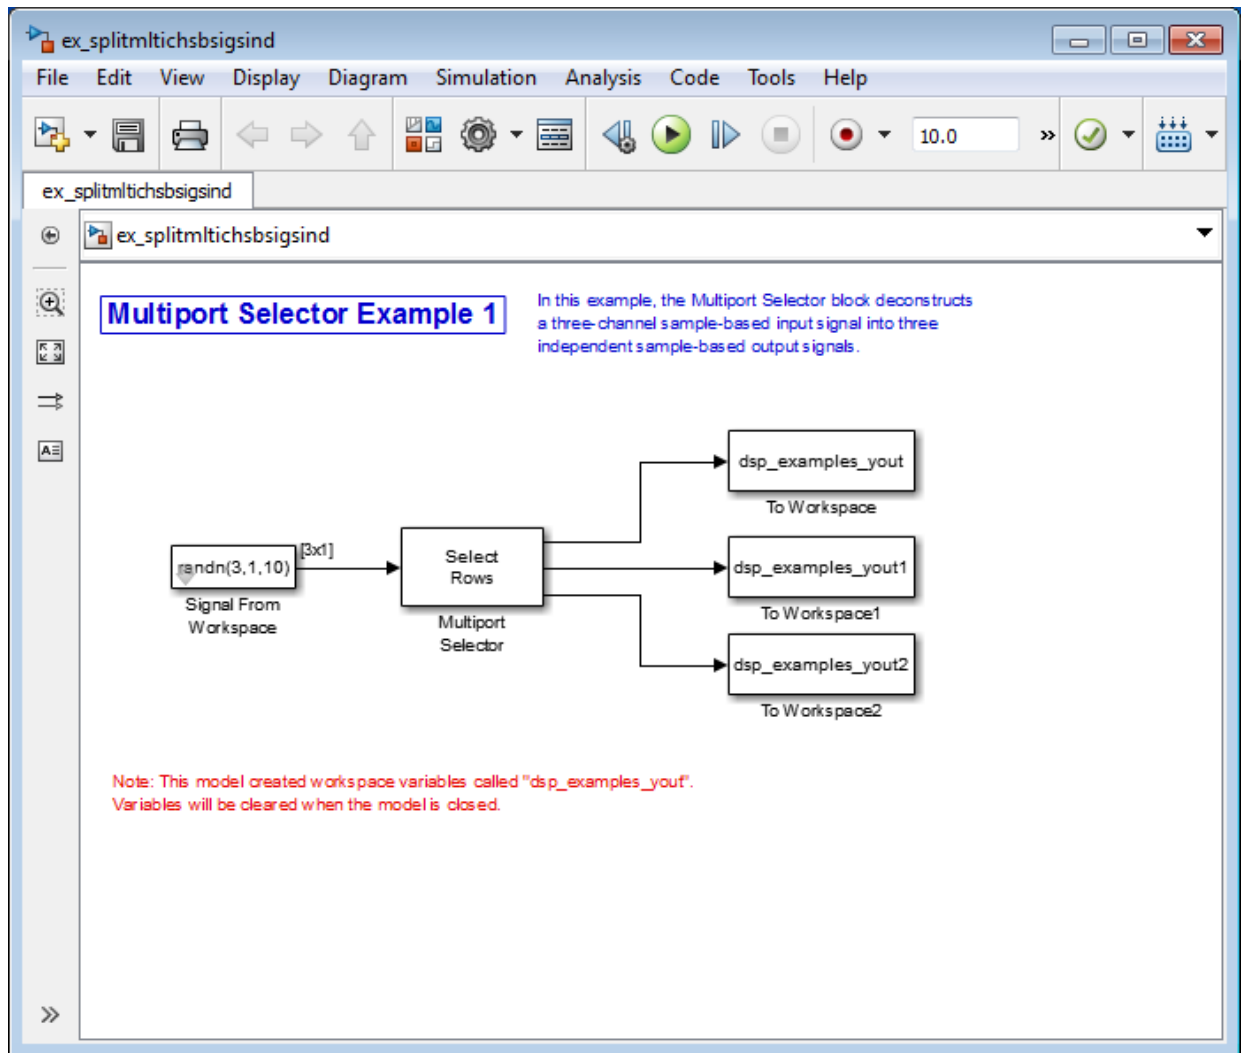 ex_splitmltichsbsigsind
File Edit View Display Diagram Simulation Analysis Code Tools Help
10.0 »
ex_splitmltichsbsigsind
ex_splitmltichsbsigsind
Multiport Selector Example 1
In this example, the Multiport Selector block deconstructs
a three-channel sample-based input signal into three
independent sample-based output signals.
dsp_examples_yout
To Workspace
randn(3,1,10)
[3x1]
Signal From
Workspace
Select
Rows
Multiport
Selector
dsp_examples_yout1
To Workspace1
dsp_examples_yout2
To Workspace2
Note: This model created workspace variables called "dsp_examples_yout".
Variables will be cleared when the model is closed.